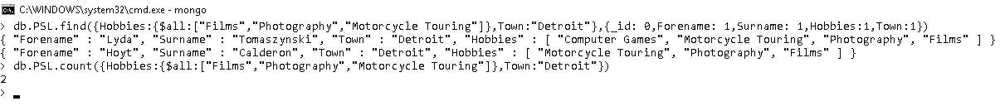 C:\WINDOWS\system32\cmd.exe - mongo
> db.PSL.find({Hobbies:{$all:["Films","Photography","Motorcycle Touring"]},Town:"Detroit"},{_id: 0,Forename: 1,Surname: 1,Hobbies:1,Town:1})
{ "Forename" : "Lyda", "Surname" : "Tomaszynski", "Town" : "Detroit", "Hobbies" : [ "Computer Games", "Motorcycle Touring", "Photography", "Films" ] }
{ "Forename" : "Hoyt", "Surname" : "Calderon", "Town" : "Detroit", "Hobbies" : [ "Motorcycle Touring", "Photography", "Films" ] }
> db.PSL.count({Hobbies:{$all:["Films","Photography","Motorcycle Touring"]},Town:"Detroit"})
2
>